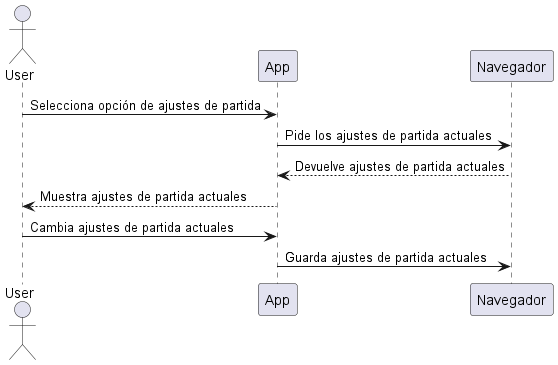 User
App
Navegador
Selecciona opción de ajustes de partida
Pide los ajustes de partida actuales
Devuelve ajustes de partida actuales
Muestra ajustes de partida actuales
Cambia ajustes de partida actuales
Guarda ajustes de partida actuales
User
App
Navegador